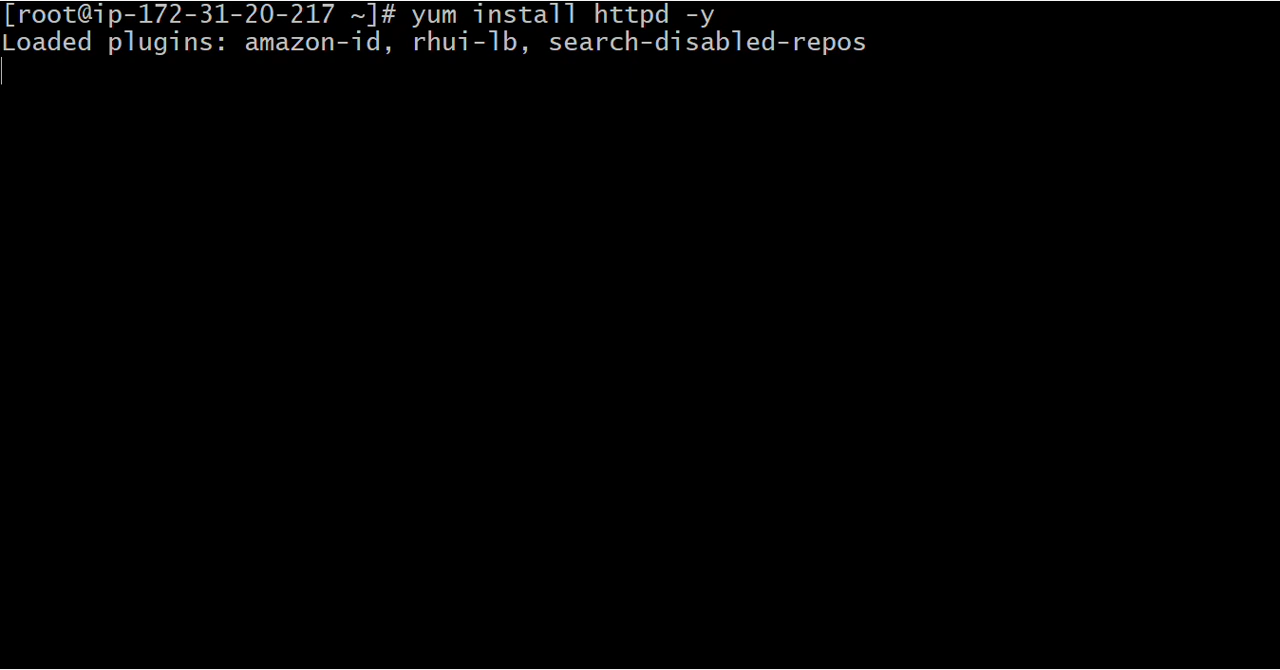 [root@ip-172-31-20-217 ~]# yum install httpd -y
Loaded plugins: amazon-id, rhui-lb, search-disabled-repos